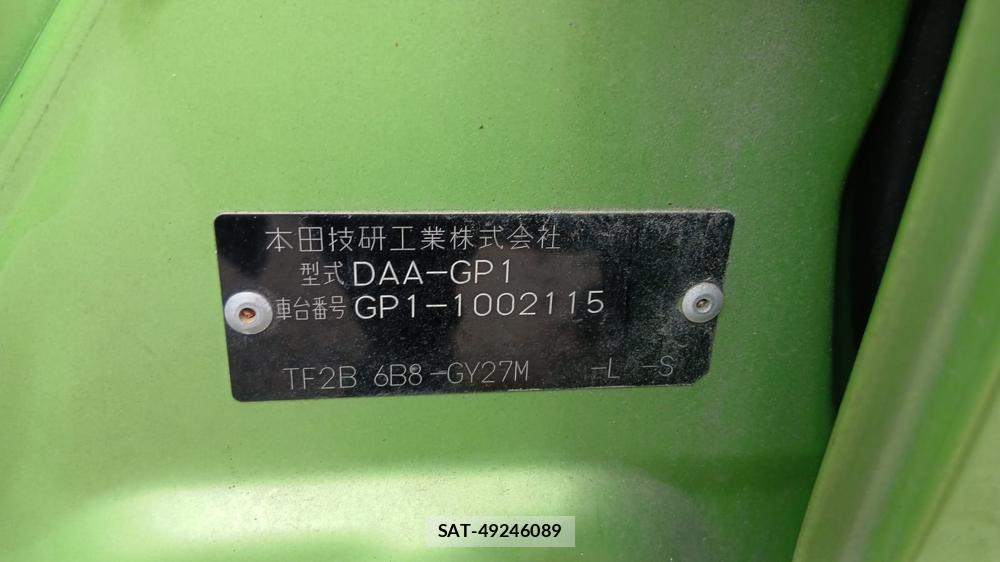 本田技研工業株式会社
型式 DAA-GP1
車台番号 GP1-1002115
TF2B 6B8-GY27M -L -S
SAT-49246089